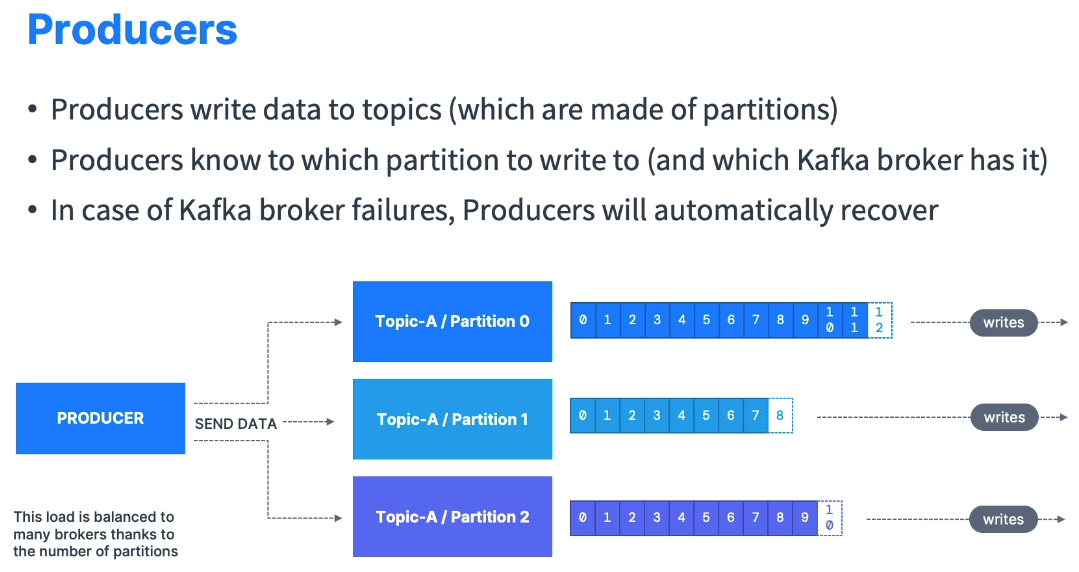 Producers
• Producers write data to topics (which are made of partitions)
• Producers know to which partition to write to (and which Kafka broker has it)
• In case of Kafka broker failures, Producers will automatically recover
Topic-A / Partition 0
0 1 2 3 4 5 6 7 8 9 10 11 12
writes
PRODUCER
SEND DATA
Topic-A / Partition 1
0 1 2 3 4 5 6 7 8
writes
Topic-A / Partition 2
0 1 2 3 4 5 6 7 8 9 10
writes
This load is balanced to
many brokers thanks to
the number of partitions